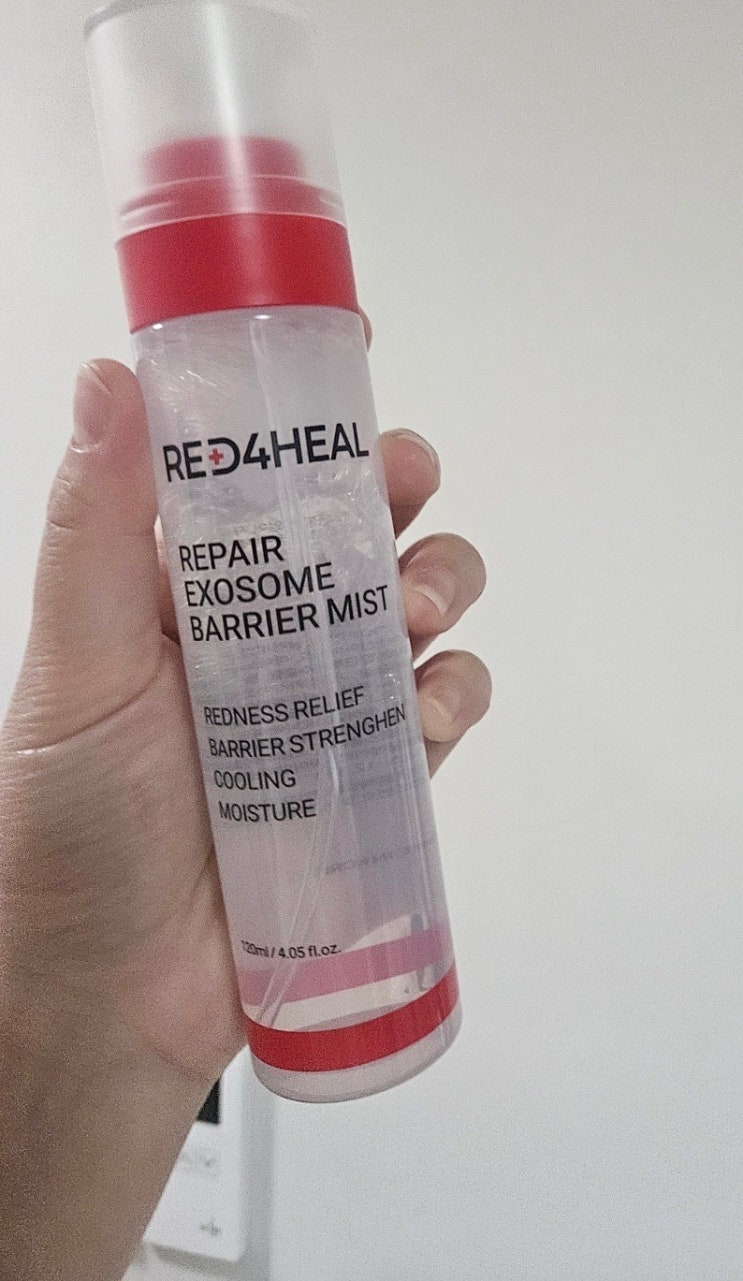 RED4HEAL
REPAIR
EXOSOME
BARRIER MIST
REDNESS RELIEF
BARRIER STRENGHEN
COOLING
MOISTURE
120ml / 4.05 fl.oz.